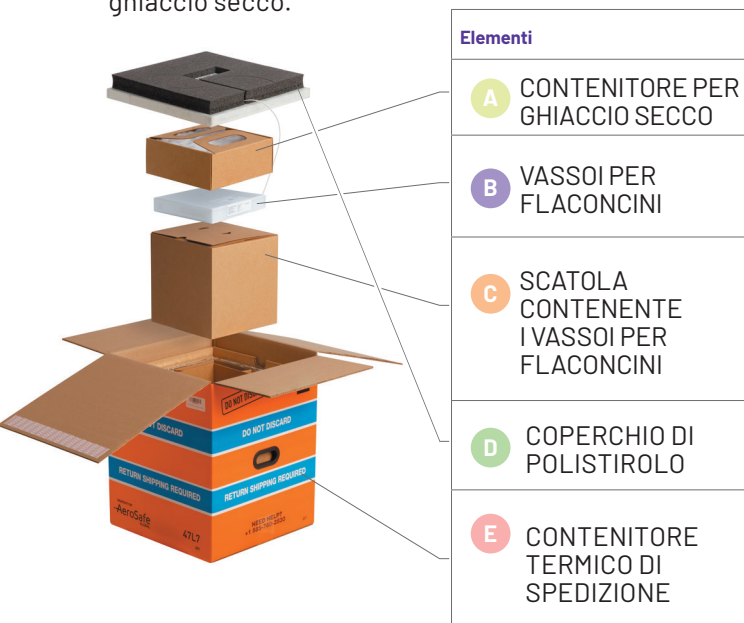 ghiaccio secco.
Elementi
A
CONTENITORE PER
GHIACCIO SECCO
B
VASSOI PER
FLACONCINI
C
SCATOLA
CONTENENTE
I VASSOI PER
FLACONCINI
D
COPERCHIO DI
POLISTIROLO
E
CONTENITORE
TERMICO DI
SPEDIZIONE
DO NOT
DISCARD
DO NOT DISCARD
RETURN SHIPPING REQUIRED
RETURN SHIPPING REQUIRED
AeroSafe
47L7
NEED HELP?